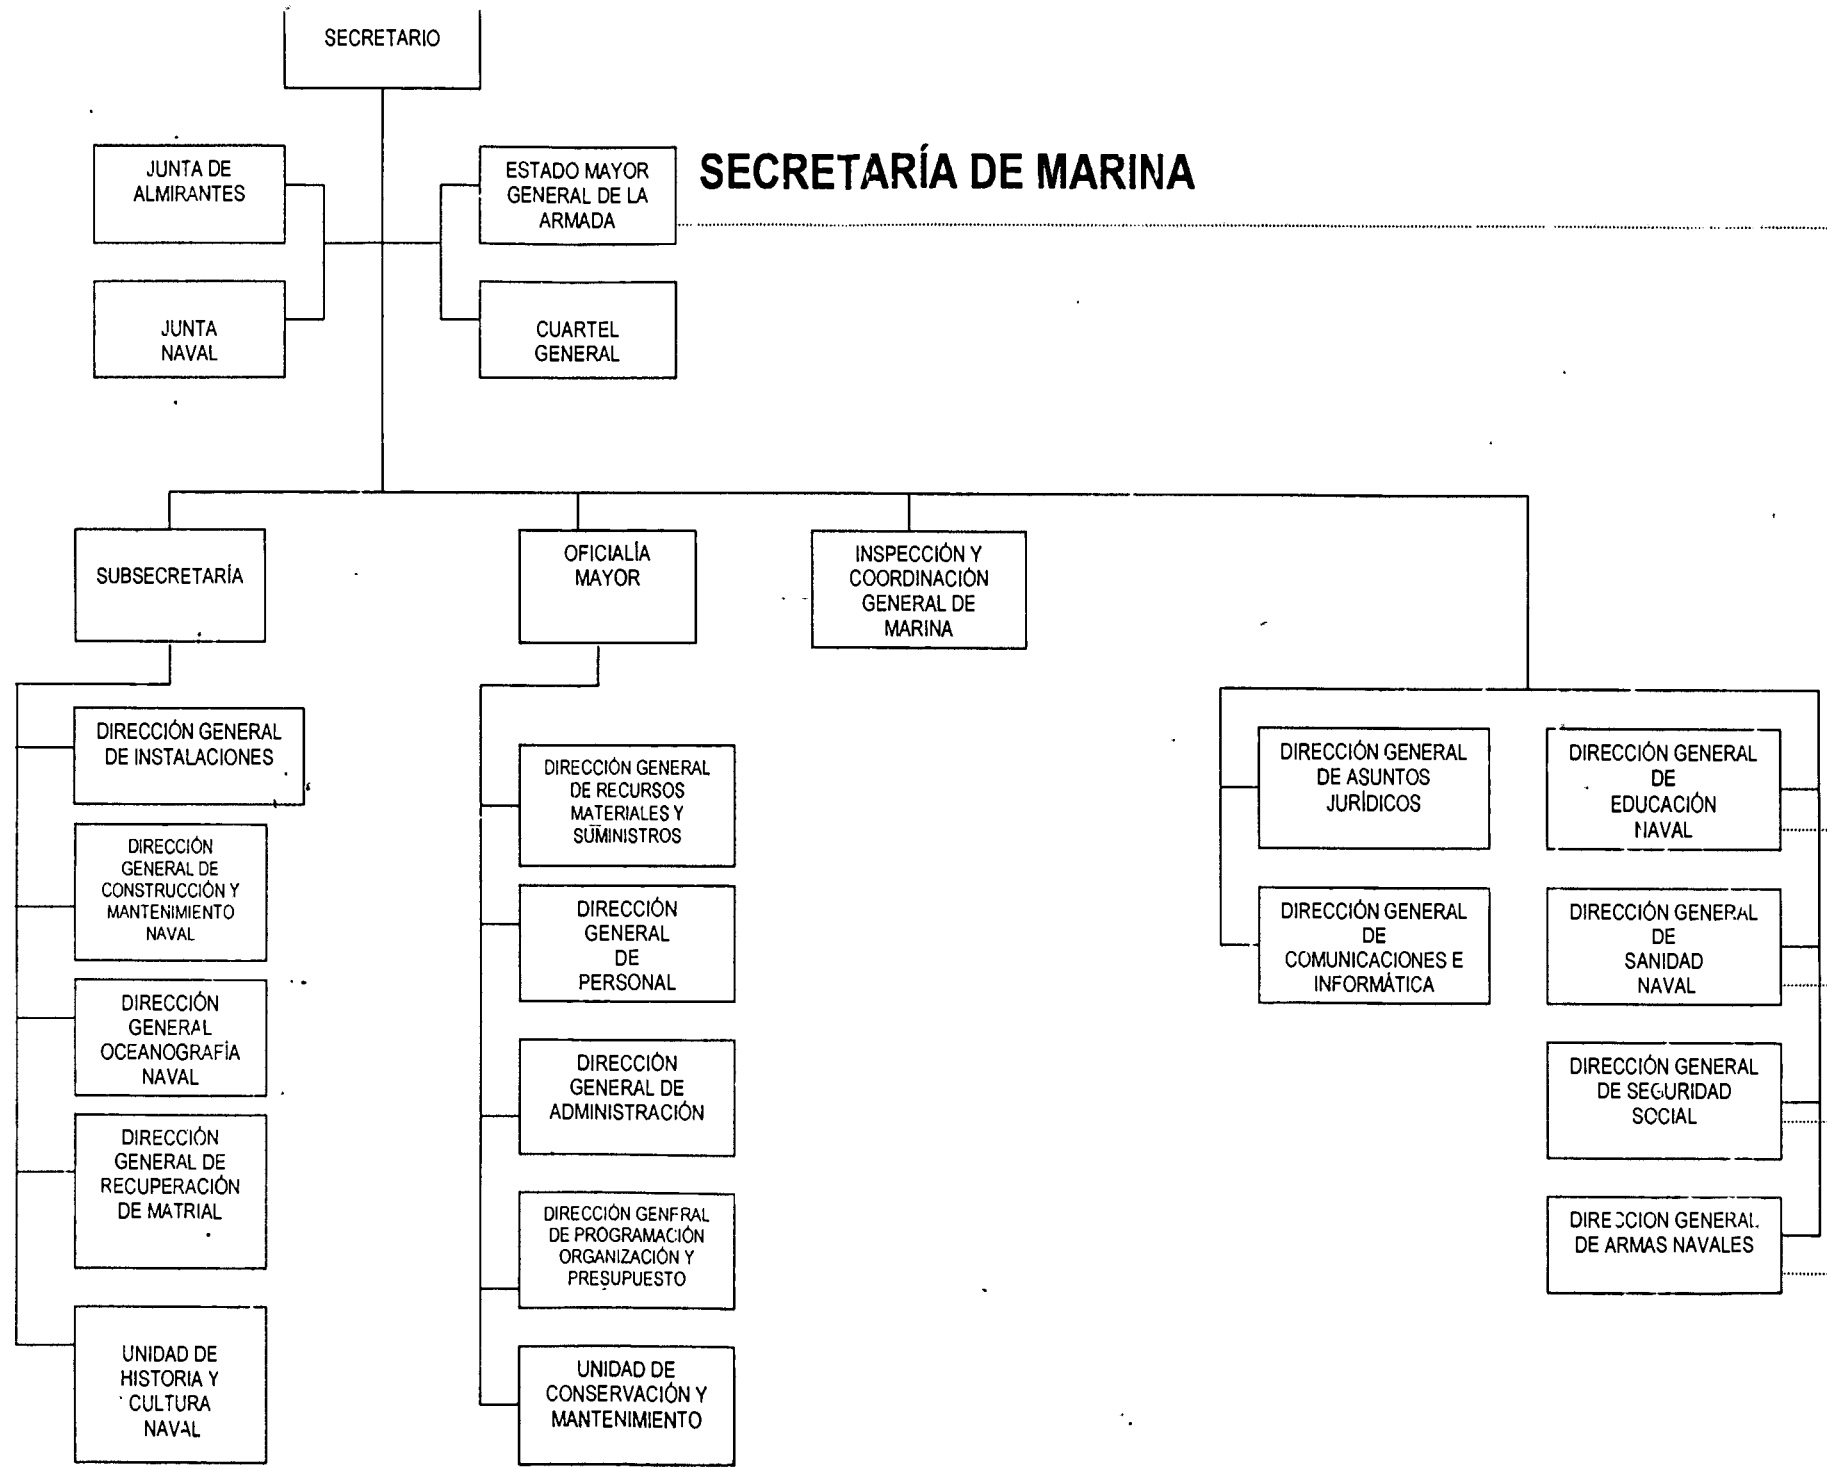 SECRETARIO
JUNTA DE
ALMIRANTES
ESTADO MAYOR
GENERAL DE LA
ARMADA
SECRETARÍA DE MARINA
JUNTA
NAVAL
CUARTEL
GENERAL
SUBSECRETARÍA
OFICIALÍA
MAYOR
INSPECCIÓN Y
COORDINACIÓN
GENERAL DE
MARINA
DIRECCIÓN GENERAL
DE INSTALACIONES
DIRECCIÓN
GENERAL DE
CONSTRUCCIÓN Y
MANTENIMIENTO
NAVAL
DIRECCIÓN
GENERAL
OCEANOGRAFÍA
NAVAL
DIRECCIÓN
GENERAL DE
RECUPERACIÓN
DE MATRIAL
UNIDAD DE
HISTORIA Y
CULTURA
NAVAL
DIRECCIÓN GENERAL
DE RECURSOS
MATERIALES Y
SUMINISTROS
DIRECCIÓN
GENERAL
DE
PERSONAL
DIRECCIÓN
GENERAL DE
ADMINISTRACIÓN
DIRECCIÓN GENERAL
DE PROGRAMACIÓN
ORGANIZACIÓN Y
PRESUPUESTO
UNIDAD DE
CONSERVACIÓN Y
MANTENIMIENTO
DIRECCIÓN GENERAL
DE ASUNTOS
JURÍDICOS
DIRECCIÓN GENERAL
DE
COMUNICACIONES E
INFORMÁTICA
DIRECCIÓN GENERAL
DE
EDUCACIÓN
NAVAL
DIRECCIÓN GENERAL
DE
SANIDAD
NAVAL
DIRECCIÓN GENERAL
DE SEGURIDAD
SOCIAL
DIRECCION GENERAL
DE ARMAS NAVALES